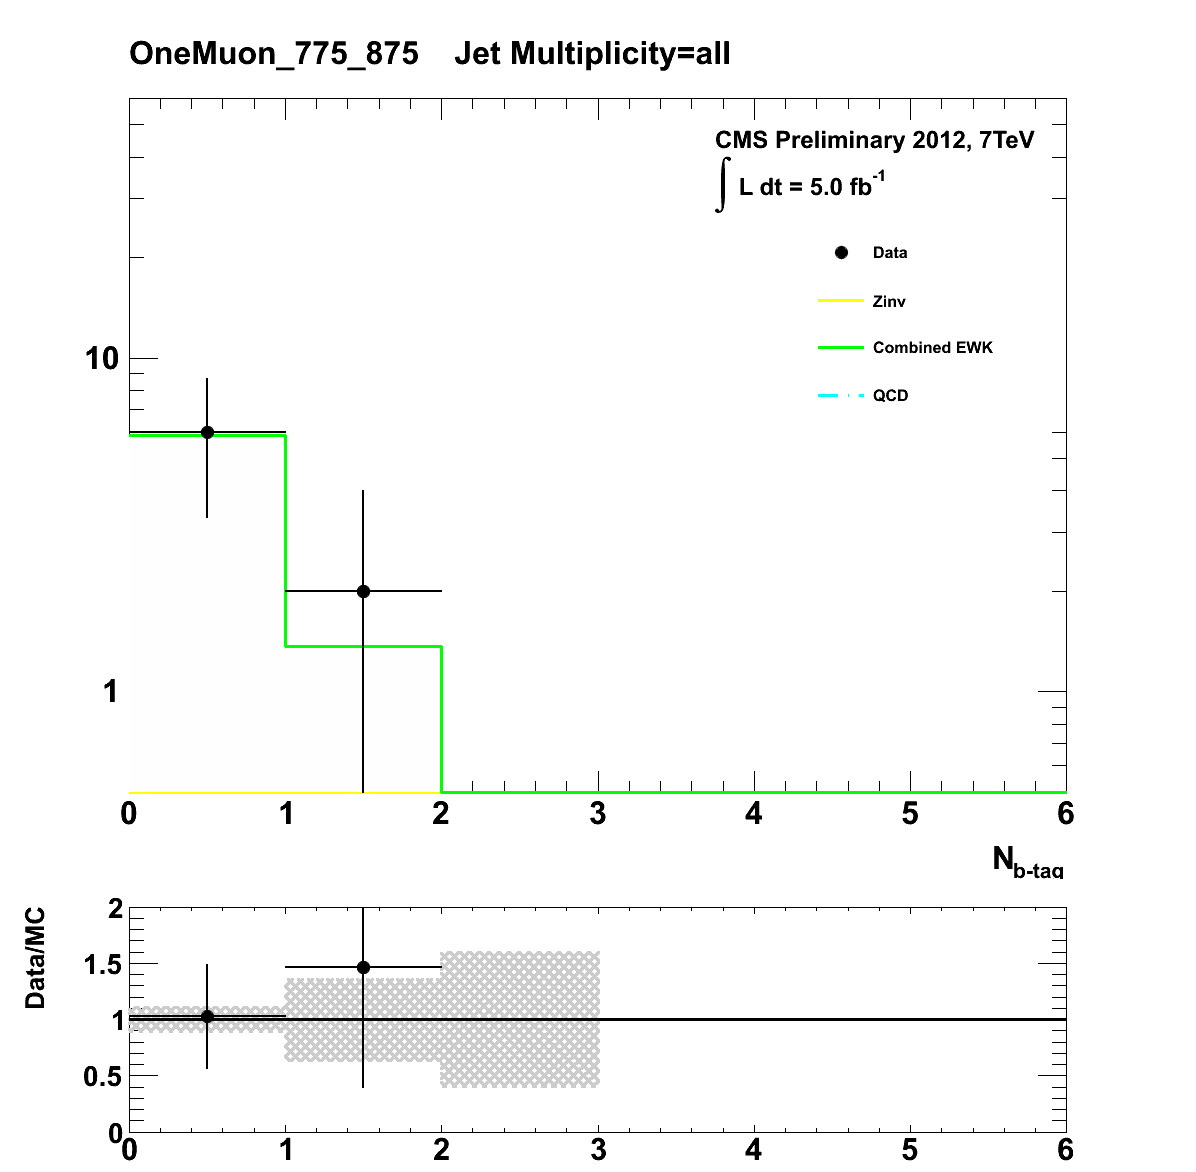 OneMuon_775_875 Jet Multiplicity=all
CMS Preliminary 2012, 7TeV
∫ L dt = 5.0 fb⁻¹
Data
Zinv
Combined EWK
QCD
10
1
0 1 2 3 4 5 6
N_b-tag
Data/MC
2
1.5
1
0.5
0
0 1 2 3 4 5 6